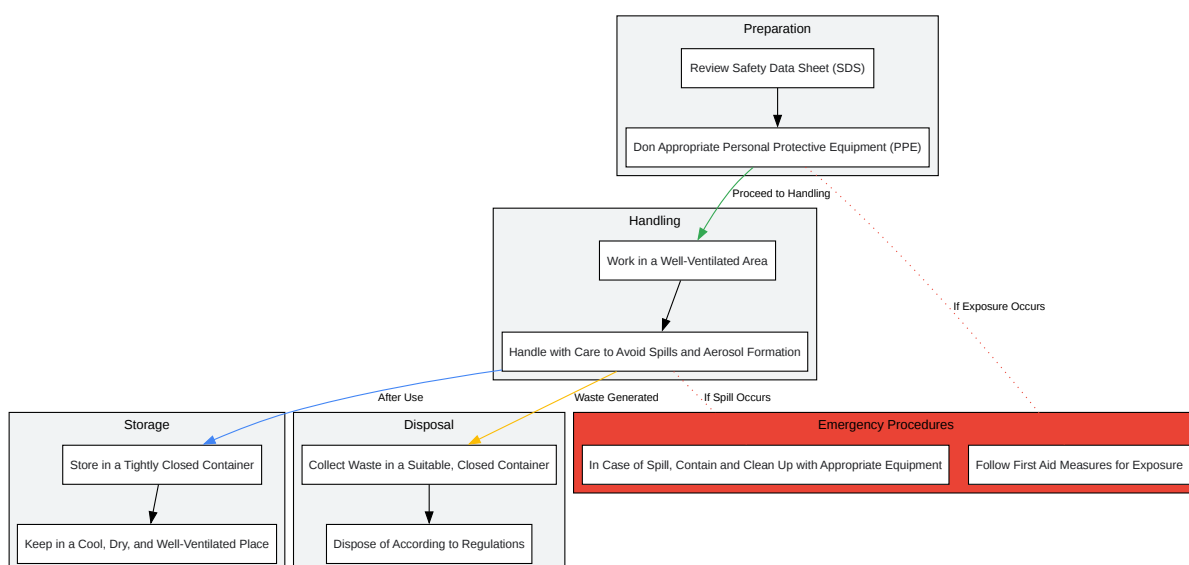 Preparation
Review Safety Data Sheet (SDS)
Don Appropriate Personal Protective Equipment (PPE)
Proceed to Handling
Handling
Work in a Well-Ventilated Area
If Exposure Occurs
Handle with Care to Avoid Spills and Aerosol Formation
After Use
Waste Generated
If Spill Occurs
Storage
Store in a Tightly Closed Container
Keep in a Cool, Dry, and Well-Ventilated Place
Disposal
Collect Waste in a Suitable, Closed Container
Dispose of According to Regulations
Emergency Procedures
In Case of Spill, Contain and Clean Up with Appropriate Equipment
Follow First Aid Measures for Exposure